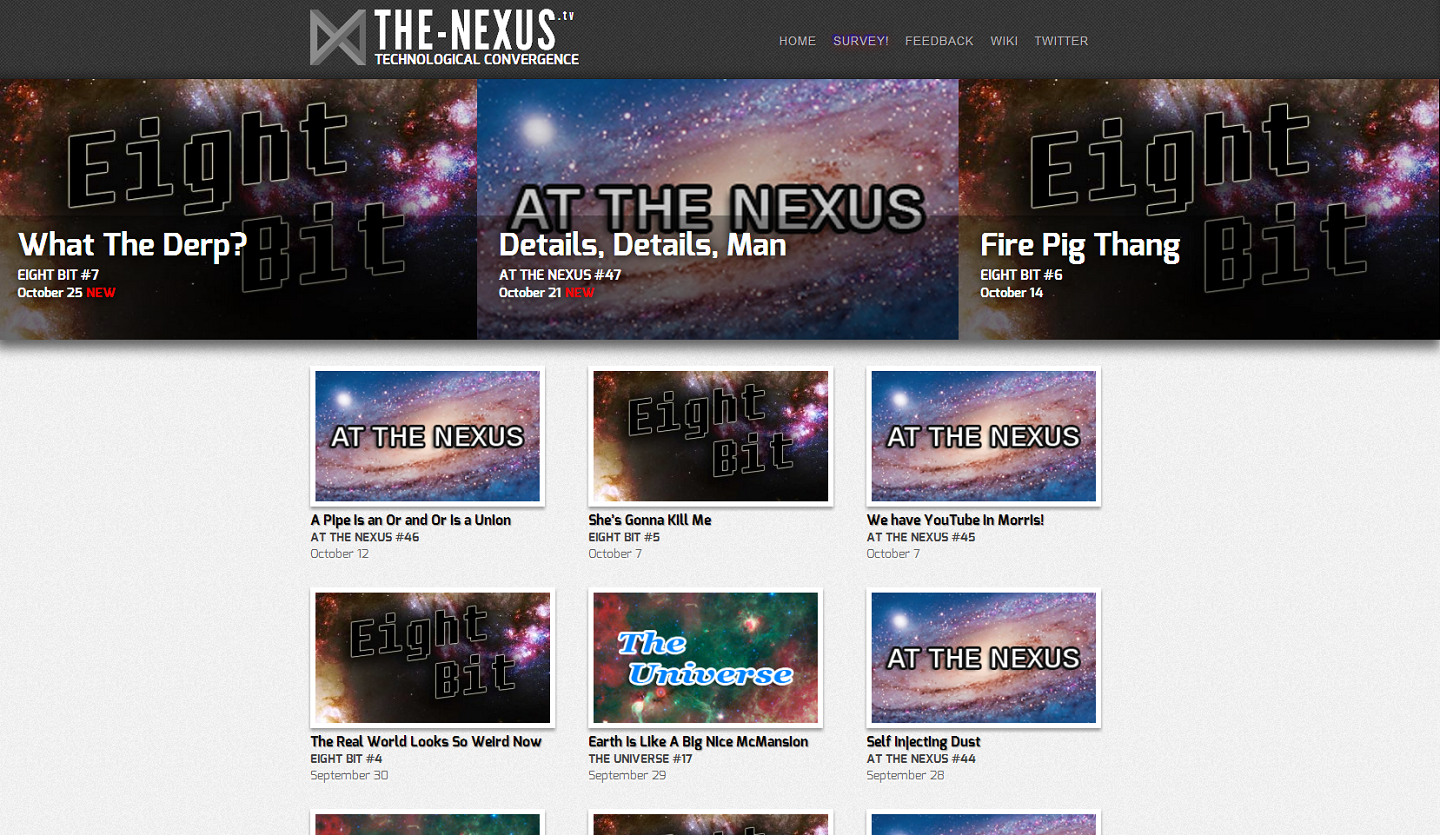 THE-NEXUS.tv
TECHNOLOGICAL CONVERGENCE
HOME SURVEY! FEEDBACK WIKI TWITTER
Eight
Bit
What The Derp?
EIGHT BIT #7
October 25 NEW
AT THE NEXUS
Details, Details, Man
AT THE NEXUS #47
October 21 NEW
Eight
Bit
Fire Pig Thang
EIGHT BIT #6
October 14
AT THE NEXUS
A Pipe is an Or and Or is a Union
AT THE NEXUS #46
October 12
Eight
Bit
She's Gonna Kill Me
EIGHT BIT #5
October 7
AT THE NEXUS
We have YouTube in Morris!
AT THE NEXUS #45
October 7
Eight
Bit
The Real World Looks So Weird Now
EIGHT BIT #4
September 30
The
Universe
Earth is Like A Big Nice McMansion
THE UNIVERSE #17
September 29
AT THE NEXUS
Self Injecting Dust
AT THE NEXUS #44
September 28